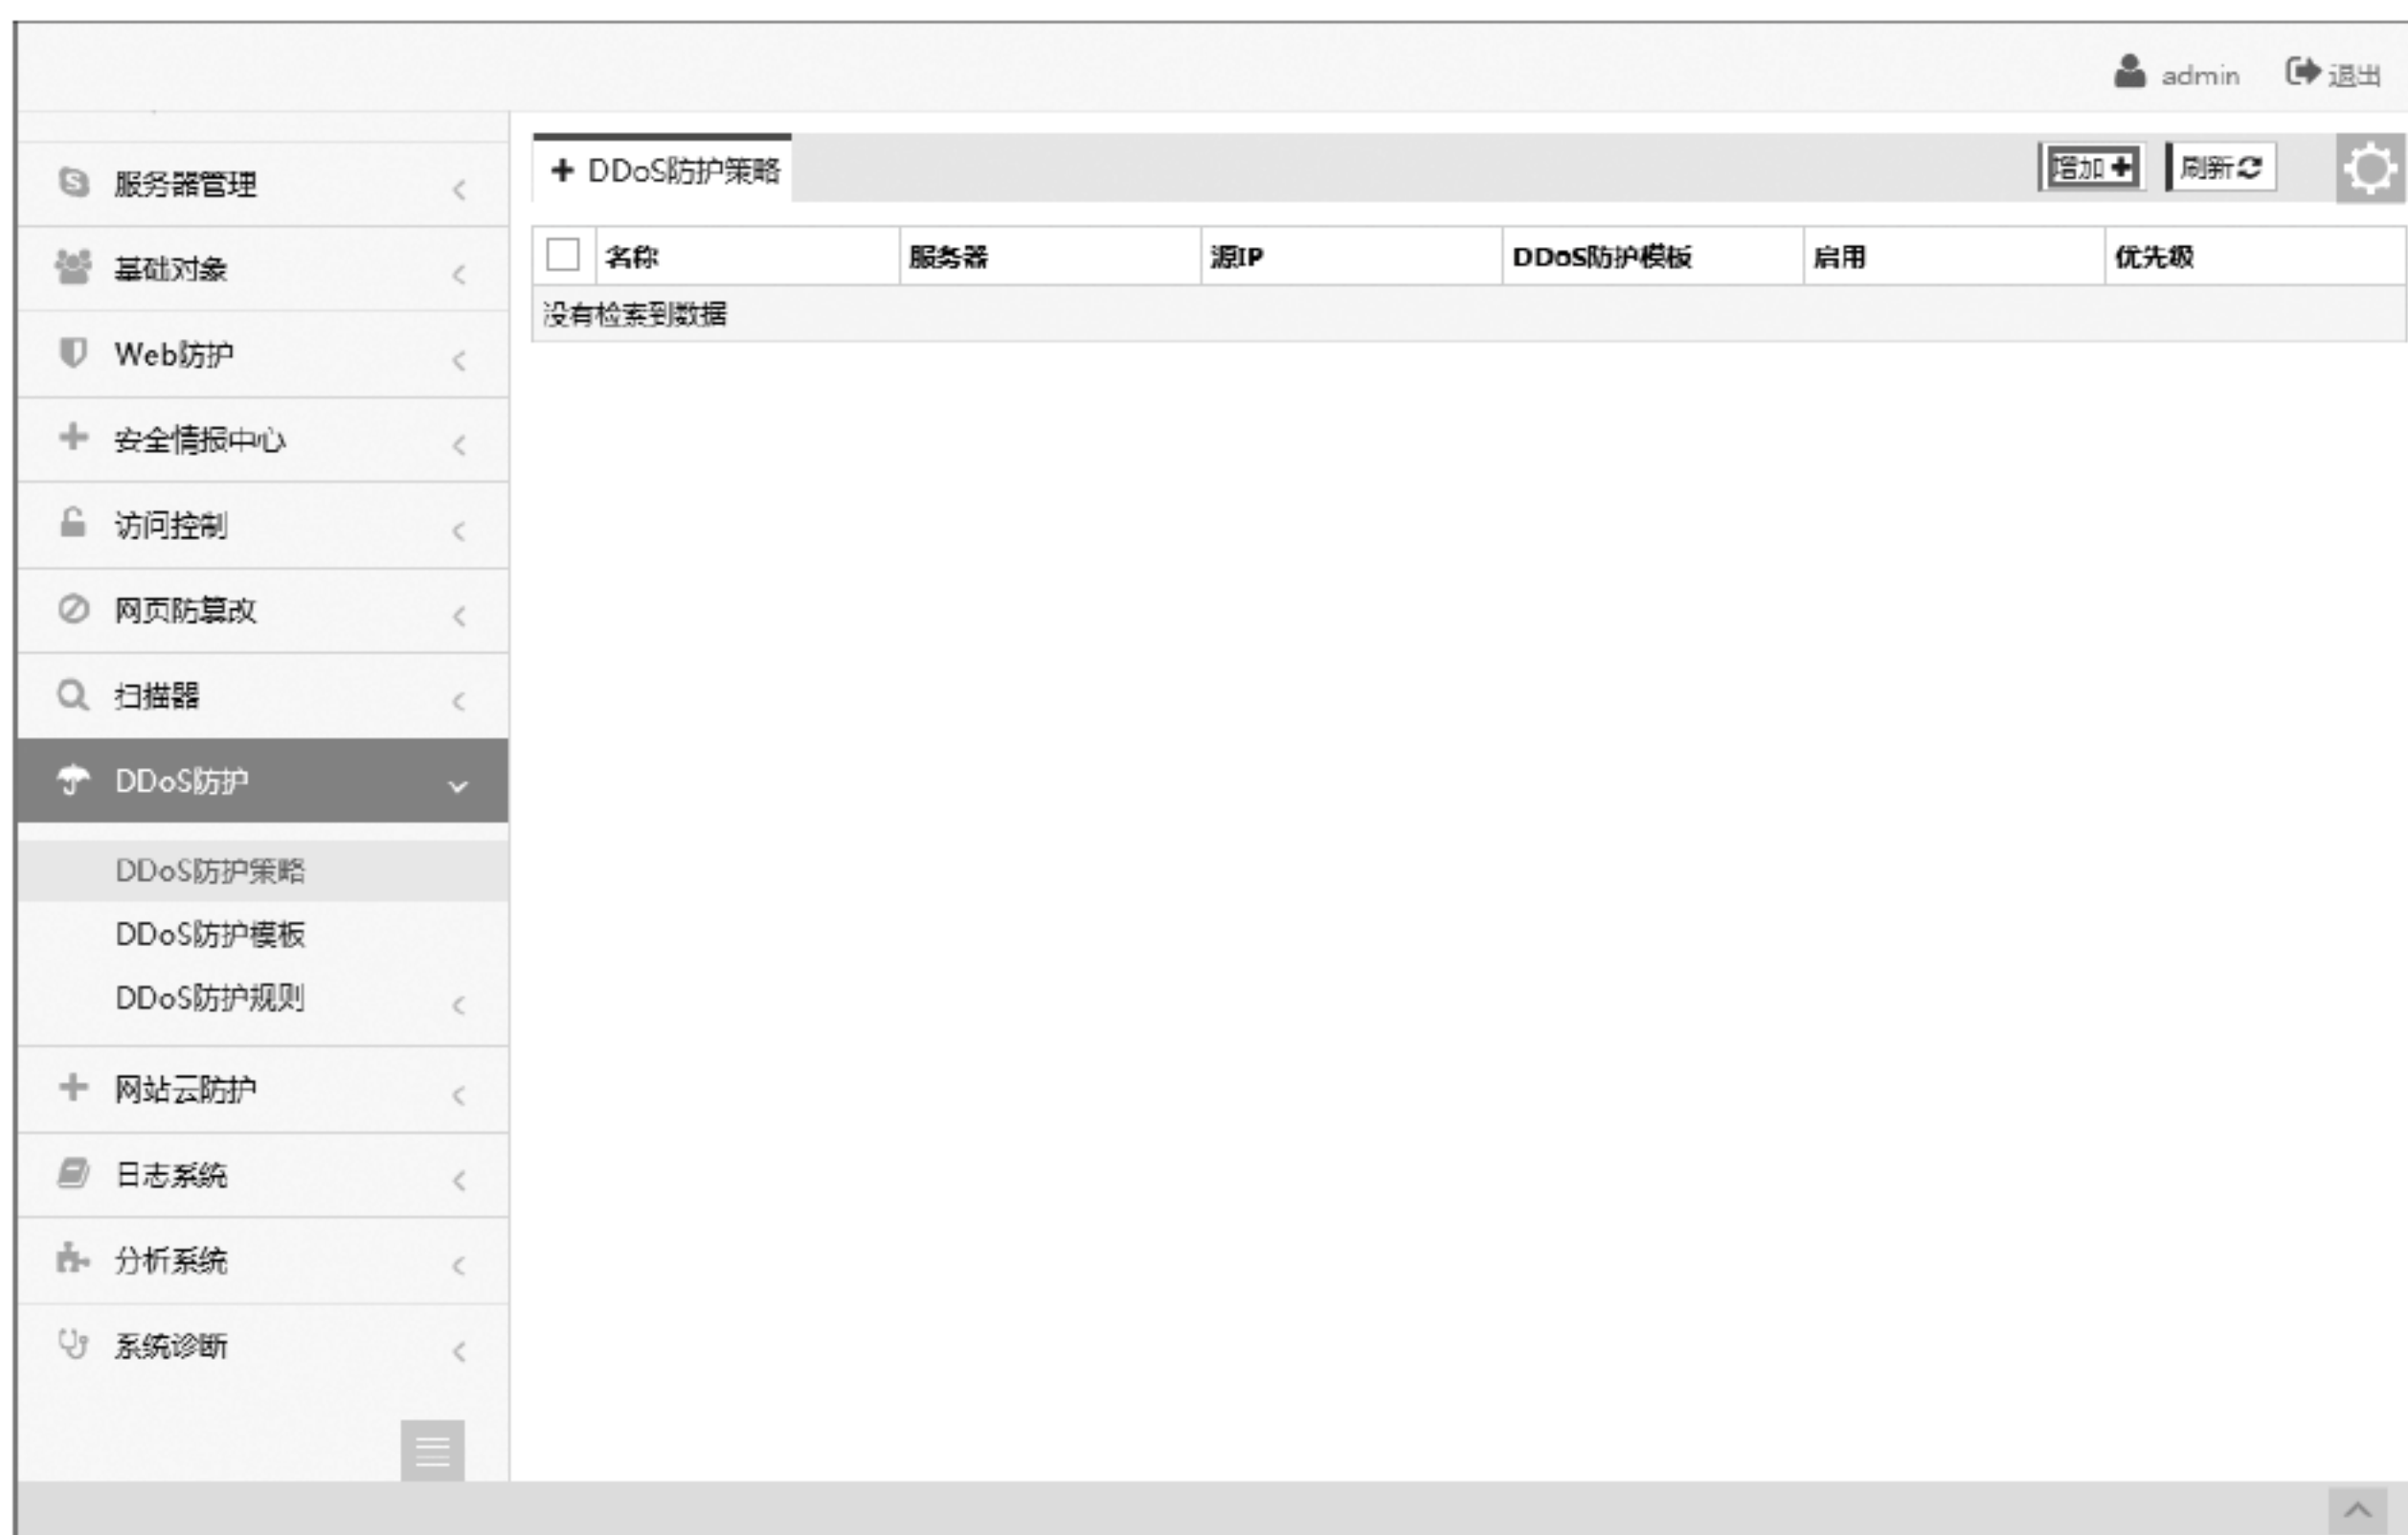 admin 退出
服务器管理
基础对象
Web防护
安全情报中心
访问控制
网页防篡改
扫描器
DDoS防护
DDoS防护策略
DDoS防护模板
DDoS防护规则
网站云防护
日志系统
分析系统
系统诊断
DDoS防护策略 增加 刷新
名称 服务器 源IP DDoS防护模板 启用 优先级
没有检索到数据